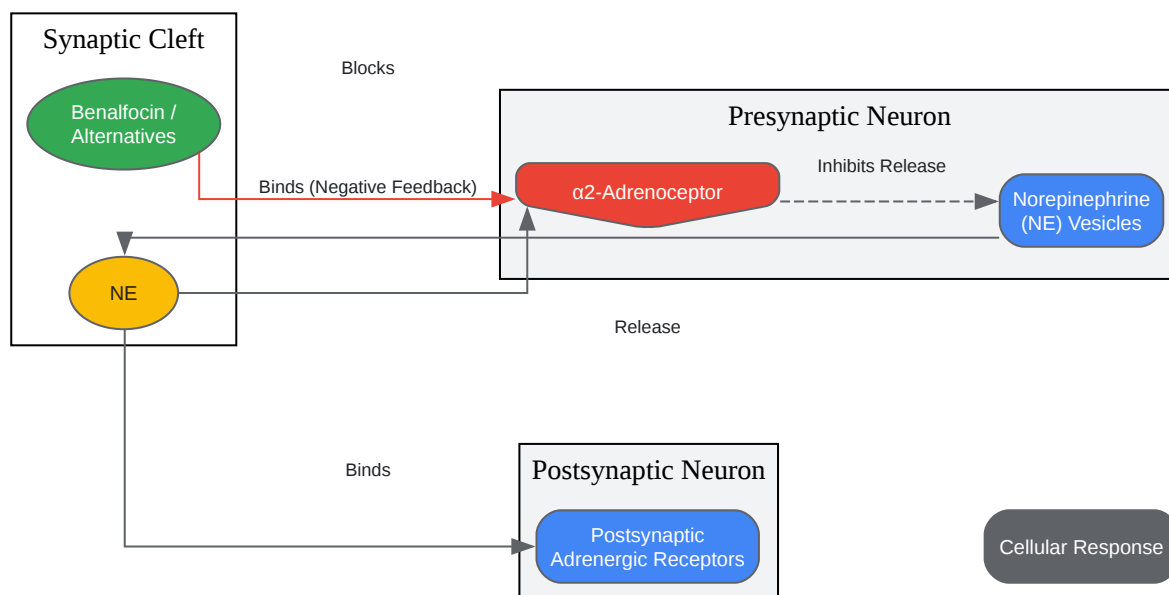 Synaptic Cleft
Benalfocin /
Alternatives
Blocks
Binds (Negative Feedback)
Presynaptic Neuron
α2-Adrenoceptor
Inhibits Release
Norepinephrine
(NE) Vesicles
NE
Release
Binds
Postsynaptic Neuron
Postsynaptic
Adrenergic Receptors
Cellular Response